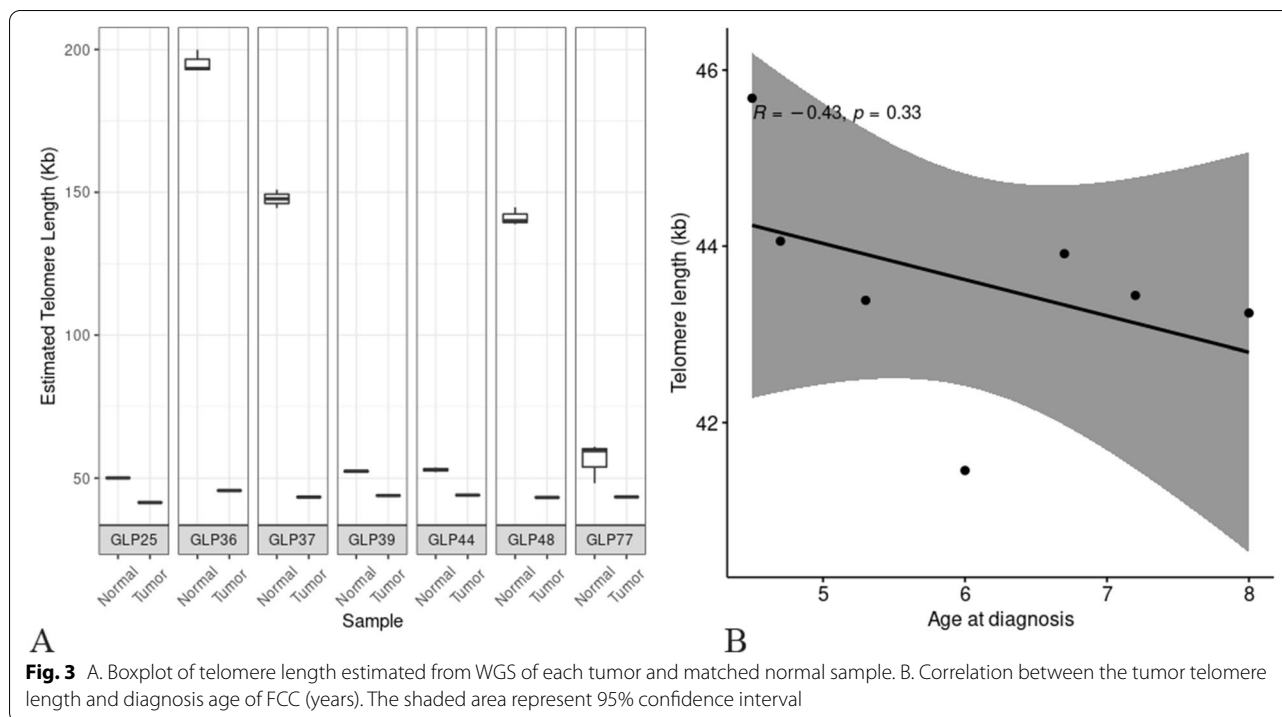 200
150
100
50
Estimated Telomere Length (Kb)
GLP25 GLP36 GLP37 GLP39 GLP44 GLP48 GLP77
Normal Tumor Normal Tumor Normal Tumor Normal Tumor Normal Tumor Normal Tumor Normal Tumor
Sample
A
46
44
42
Telomere length (kb)
R = −0.43, p = 0.33
5 6 7 8
Age at diagnosis
B
Fig. 3 A. Boxplot of telomere length estimated from WGS of each tumor and matched normal sample. B. Correlation between the tumor telomere
length and diagnosis age of FCC (years). The shaded area represent 95% confidence interval